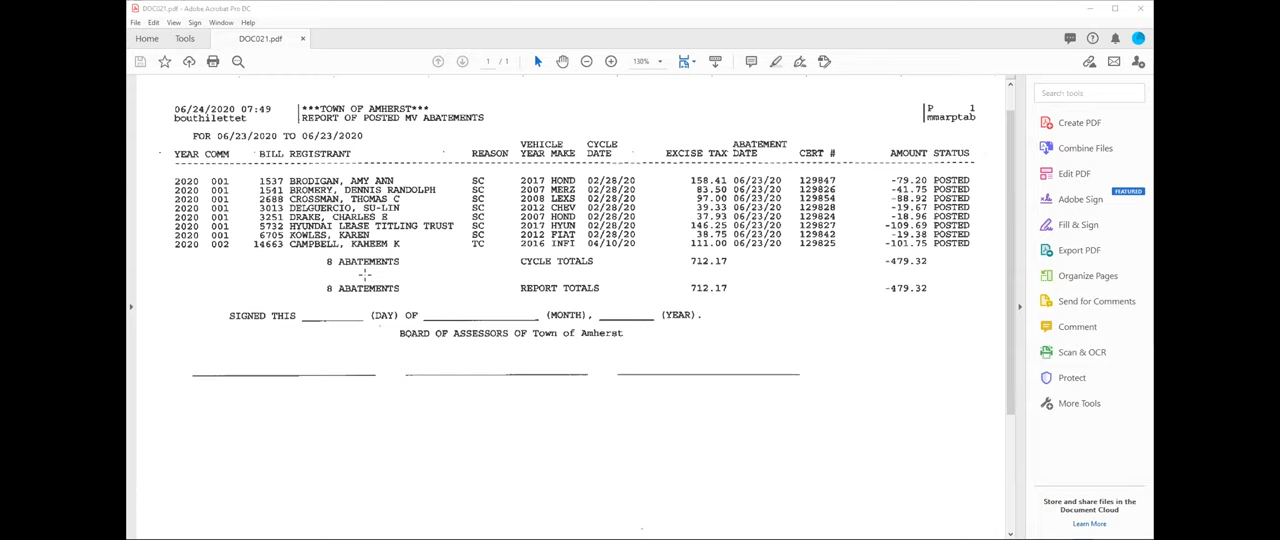 DOC021.pdf - Adobe Acrobat Pro DC
File Edit View Sign Window Help
Home Tools DOC021.pdf ×
1 / 1 130%
Search tools
Create PDF
Combine Files
Edit PDF
FEATURED
Adobe Sign
Fill & Sign
Export PDF
Organize Pages
Send for Comments
Comment
Scan & OCR
Protect
More Tools
Store and share files in the
Document Cloud
Learn More
06/24/2020 07:49 ***TOWN OF AMHERST*** P 1
bouthilettet REPORT OF POSTED MV ABATEMENTS mmarptab
FOR 06/23/2020 TO 06/23/2020
VEHICLE CYCLE ABATEMENT
YEAR COMM BILL REGISTRANT REASON YEAR MAKE DATE EXCISE TAX DATE CERT # AMOUNT STATUS
2020 001 1537 BRODIGAN, AMY ANN SC 2017 HOND 02/28/20 158.41 06/23/20 129847 -79.20 POSTED
2020 001 1541 BROMERY, DENNIS RANDOLPH SC 2007 MERZ 02/28/20 83.50 06/23/20 129826 -41.75 POSTED
2020 001 2688 CROSSMAN, THOMAS C SC 2008 LEXS 02/28/20 97.00 06/23/20 129854 -88.92 POSTED
2020 001 3013 DELGUERCIO, SU-LIN SC 2012 CHEV 02/28/20 39.33 06/23/20 129828 -19.67 POSTED
2020 001 3251 DRAKE, CHARLES E SC 2007 HOND 02/28/20 37.93 06/23/20 129824 -18.96 POSTED
2020 001 5732 HYUNDAI LEASE TITLING TRUST SC 2017 HYUN 02/28/20 146.25 06/23/20 129827 -109.69 POSTED
2020 001 6705 KOWLES, KAREN SC 2012 FIAT 02/28/20 38.75 06/23/20 129842 -19.38 POSTED
2020 002 14663 CAMPBELL, KAHEEM K TC 2016 INFI 04/10/20 111.00 06/23/20 129825 -101.75 POSTED
8 ABATEMENTS CYCLE TOTALS 712.17 -479.32
8 ABATEMENTS REPORT TOTALS 712.17 -479.32
SIGNED THIS ________ (DAY) OF ________________ (MONTH), ________ (YEAR).
BOARD OF ASSESSORS OF Town of Amherst